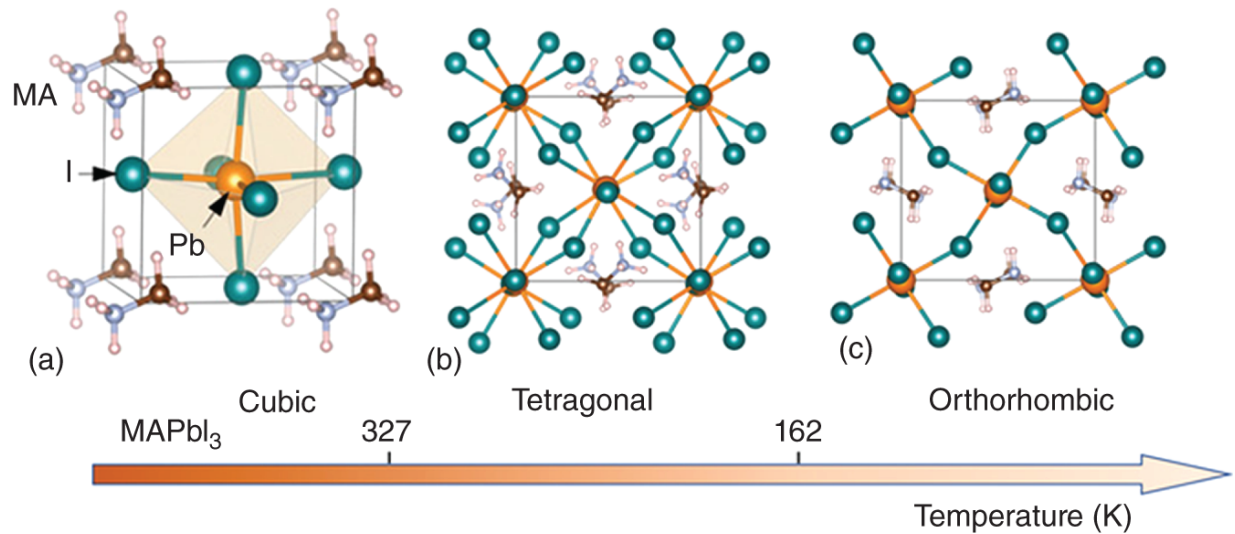 MA
I
Pb
(a)
(b)
(c)
Cubic
Tetragonal
Orthorhombic
MAPbI₃
327
162
Temperature (K)